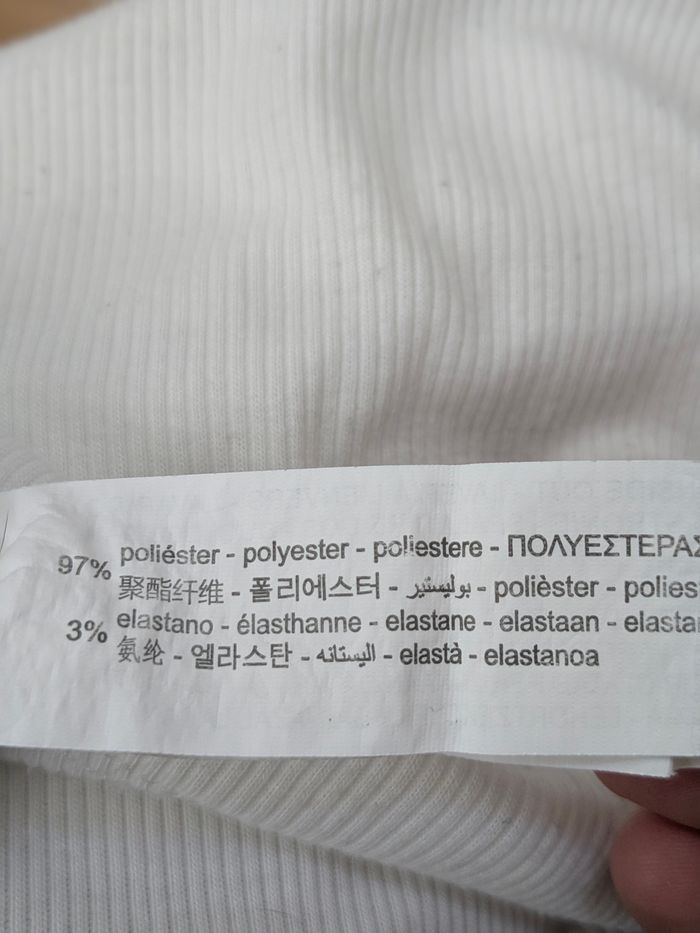 97% poliéster - polyester - poliestere - ΠΟΛΥΕΣΤΕΡΑΣ
聚酯纤维 - 폴리에스터 - بوليستير - polièster - polies
3% elastano - élasthanne - elastane - elastaan - elasta
氨纶 - 엘라스탄 - اليستانه - elastà - elastanoa